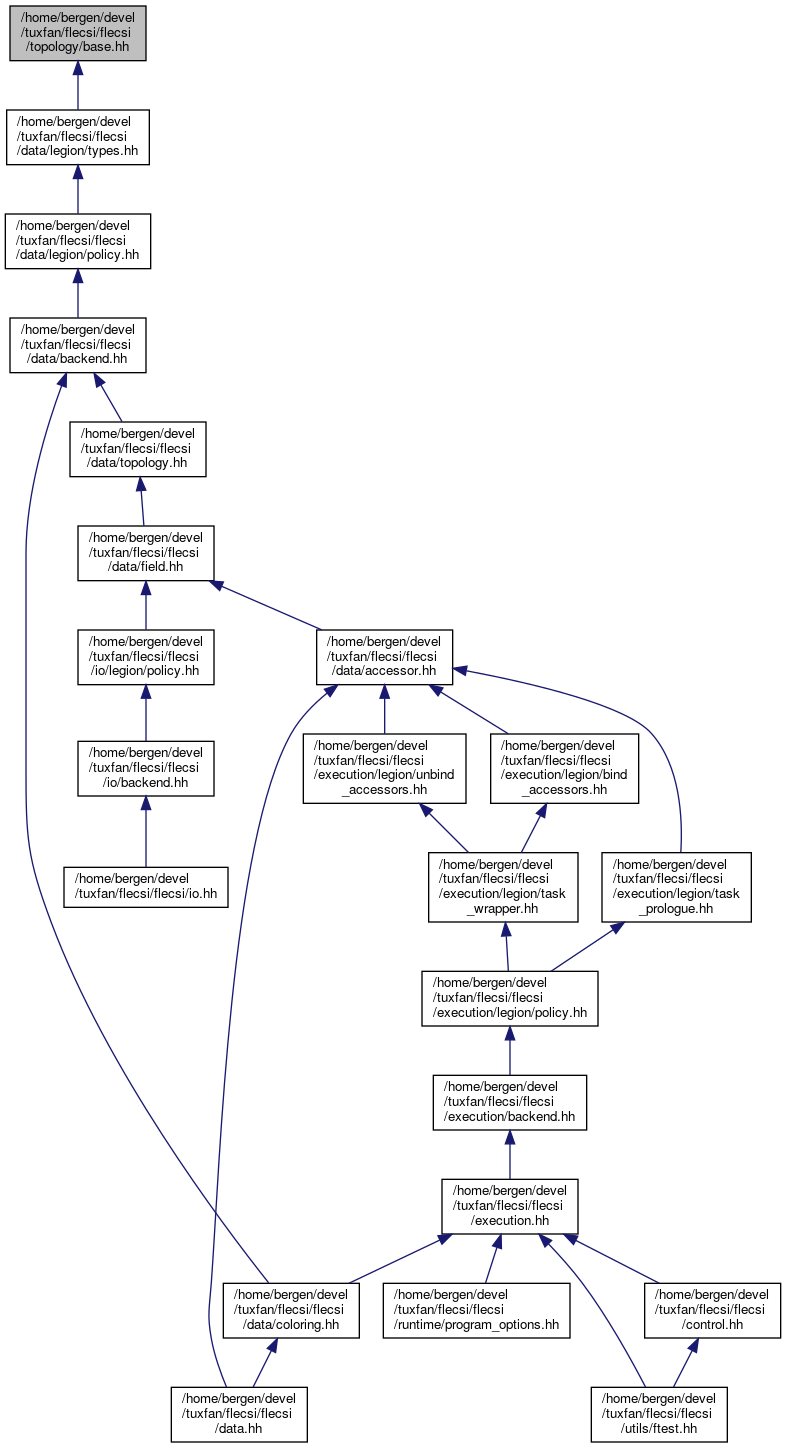 /home/bergen/devel
/tuxfan/flecsi/flecsi
/topology/base.hh
/home/bergen/devel
/tuxfan/flecsi/flecsi
/data/legion/types.hh
/home/bergen/devel
/tuxfan/flecsi/flecsi
/data/legion/policy.hh
/home/bergen/devel
/tuxfan/flecsi/flecsi
/data/backend.hh
/home/bergen/devel
/tuxfan/flecsi/flecsi
/data/topology.hh
/home/bergen/devel
/tuxfan/flecsi/flecsi
/data/field.hh
/home/bergen/devel
/tuxfan/flecsi/flecsi
/io/legion/policy.hh
/home/bergen/devel
/tuxfan/flecsi/flecsi
/data/accessor.hh
/home/bergen/devel
/tuxfan/flecsi/flecsi
/io/backend.hh
/home/bergen/devel
/tuxfan/flecsi/flecsi
/execution/legion/unbind
_accessors.hh
/home/bergen/devel
/tuxfan/flecsi/flecsi
/execution/legion/bind
_accessors.hh
/home/bergen/devel
/tuxfan/flecsi/flecsi/io.hh
/home/bergen/devel
/tuxfan/flecsi/flecsi
/execution/legion/task
_wrapper.hh
/home/bergen/devel
/tuxfan/flecsi/flecsi
/execution/legion/task
_prologue.hh
/home/bergen/devel
/tuxfan/flecsi/flecsi
/execution/legion/policy.hh
/home/bergen/devel
/tuxfan/flecsi/flecsi
/execution/backend.hh
/home/bergen/devel
/tuxfan/flecsi/flecsi
/execution.hh
/home/bergen/devel
/tuxfan/flecsi/flecsi
/data/coloring.hh
/home/bergen/devel
/tuxfan/flecsi/flecsi
/runtime/program_options.hh
/home/bergen/devel
/tuxfan/flecsi/flecsi
/control.hh
/home/bergen/devel
/tuxfan/flecsi/flecsi
/data.hh
/home/bergen/devel
/tuxfan/flecsi/flecsi
/utils/ftest.hh